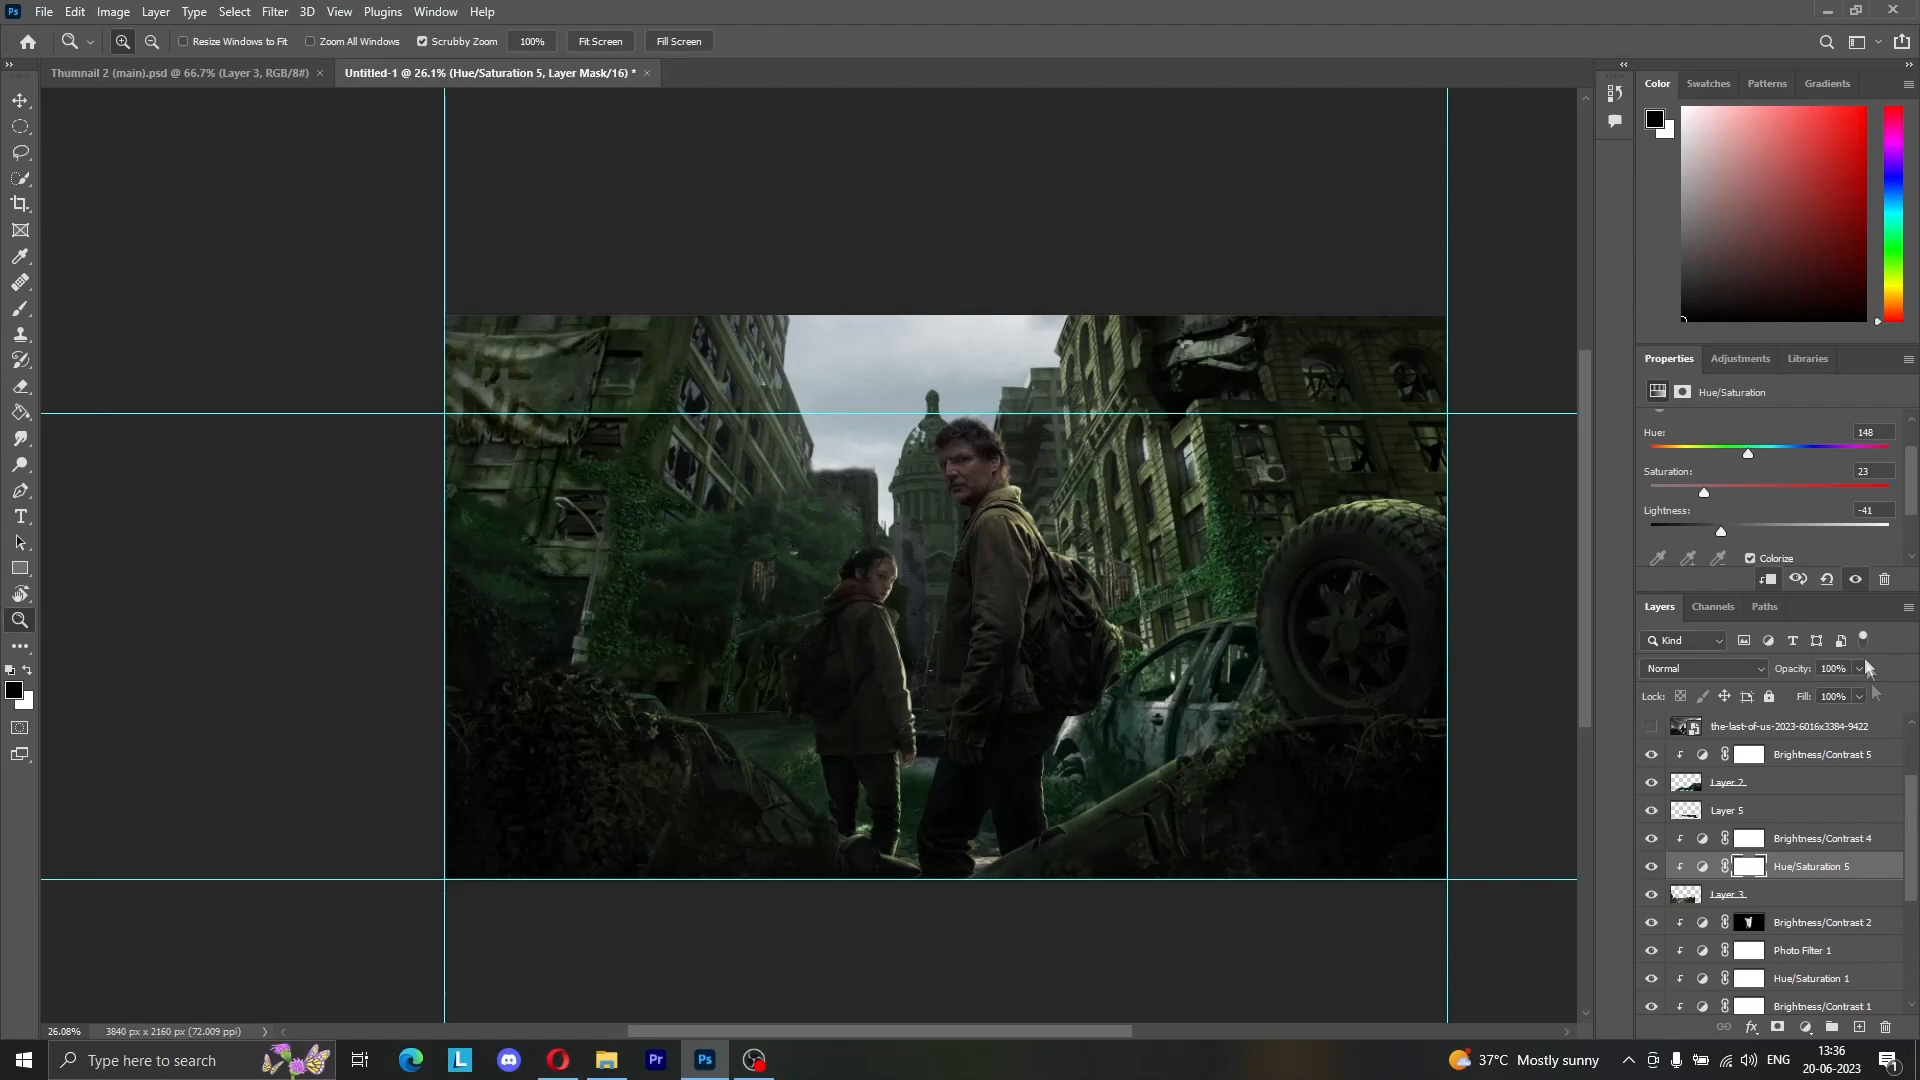 Ps File Edit Image Layer Type Select Filter 3D View Plugins Window Help
Resize Windows to Fit Zoom All Windows Scrubby Zoom 100% Fit Screen Fill Screen
Thumnail 2 (main).psd @ 66.7% (Layer 3, RGB/8#) × Untitled-1 @ 26.1% (Hue/Saturation 5, Layer Mask/16) * ×
Color Swatches Patterns Gradients
Properties Adjustments Libraries
Hue/Saturation
Hue: 148
Saturation: 23
Lightness: -41
Colorize
Layers Channels Paths
Kind
Normal Opacity: 100%
Lock: Fill: 100%
the-last-of-us-2023-6016x3384-9422
Brightness/Contrast 5
Layer 2
Layer 5
Brightness/Contrast 4
Hue/Saturation 5
Layer 3
Brightness/Contrast 2
Photo Filter 1
Hue/Saturation 1
Brightness/Contrast 1
fx
26.08% 3840 px x 2160 px (72.009 ppi)
Type here to search
L
Pr
Ps
37°C Mostly sunny
ENG
13:36
20-06-2023
1